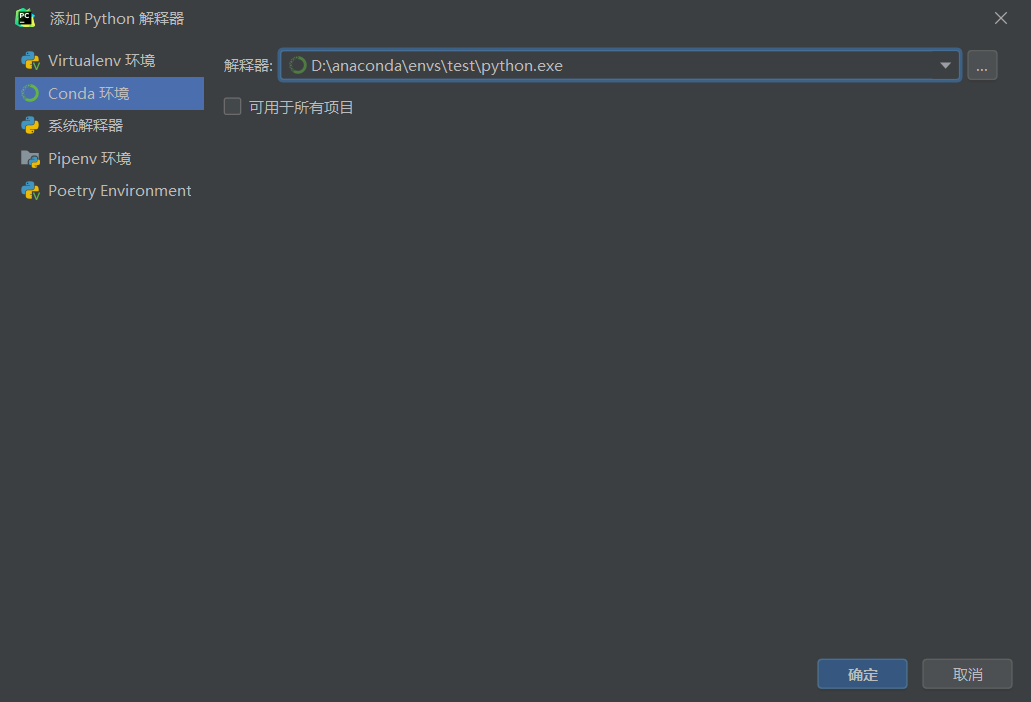 添加 Python 解释器
Virtualenv 环境
Conda 环境
系统解释器
Pipenv 环境
Poetry Environment
解释器: D:\anaconda\envs\test\python.exe ...
可用于所有项目
确定 取消